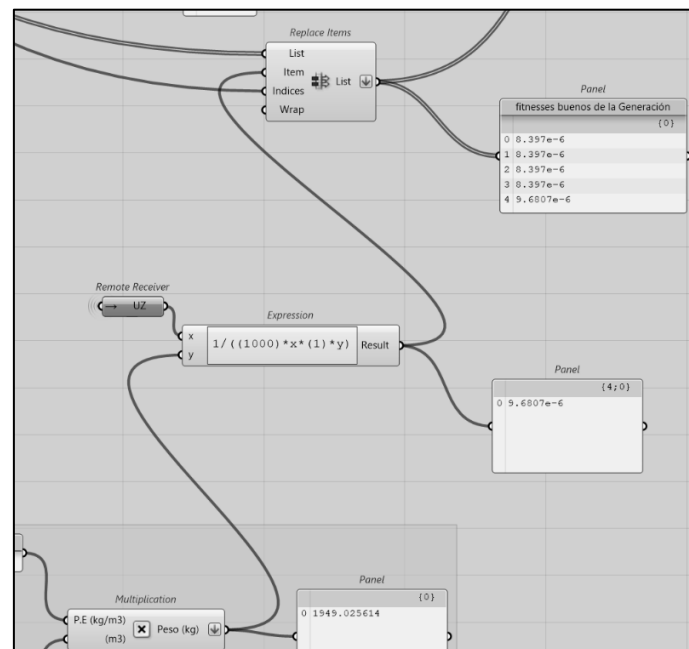 Replace Items
List
Item
Indices
Wrap
List
Panel
fitnesses buenos de la Generación
{0}
0 8.397e-6
1 8.397e-6
2 8.397e-6
3 8.397e-6
4 9.6807e-6
Remote Receiver
UZ
Expression
x
y
1/((1000)*x*(1)*y)
Result
Panel
{4;0}
0 9.6807e-6
Multiplication
P.E (kg/m3)
(m3)
Peso (kg)
Panel
{0}
0 1949.025614